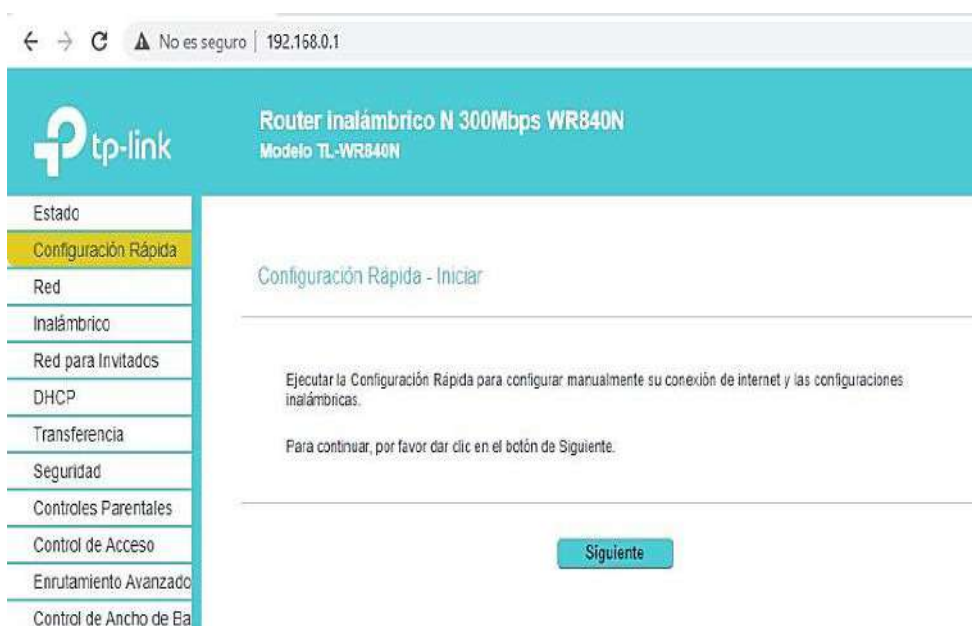 No es seguro | 192.168.0.1
tp-link
Router inalámbrico N 300Mbps WR840N
Modelo TL-WR840N
Estado
Configuración Rápida
Red
Inalámbrico
Red para Invitados
DHCP
Transferencia
Seguridad
Controles Parentales
Control de Acceso
Enrutamiento Avanzado
Control de Ancho de Ba
Configuración Rápida - Iniciar
Ejecutar la Configuración Rápida para configurar manualmente su conexión de internet y las configuraciones
inalámbricas.
Para continuar, por favor dar clic en el botón de Siguiente.
Siguiente